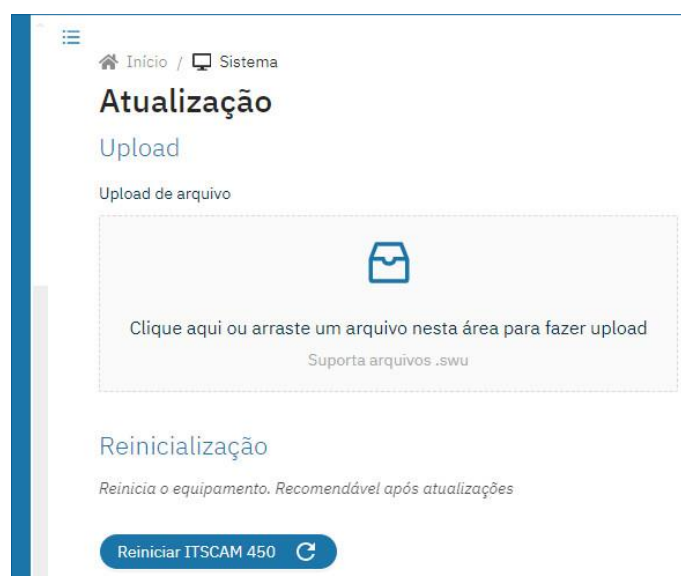 Início / Sistema
Atualização
Upload
Upload de arquivo
Clique aqui ou arraste um arquivo nesta área para fazer upload
Suporta arquivos .swu
Reinicialização
Reinicia o equipamento. Recomendável após atualizações
Reiniciar ITSCAM 450